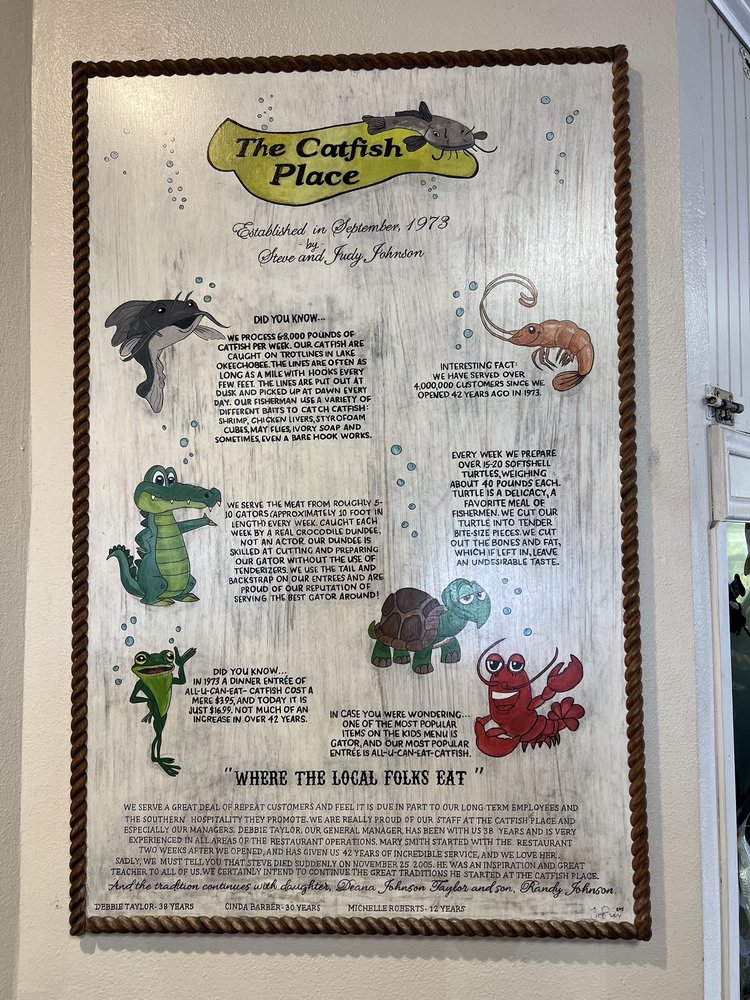 The Catfish
Place
Established in September, 1973
- by -
Steve and Judy Johnson
DID YOU KNOW...
WE PROCESS 6-8,000 POUNDS OF
CATFISH PER WEEK. OUR CATFISH ARE
CAUGHT ON TROTLINES IN LAKE
OKEECHOBEE. THE LINES ARE OFTEN AS
LONG AS A MILE WITH HOOKS EVERY
FEW FEET. THE LINES ARE PUT OUT AT
DUSK AND PICKED UP AT DAWN EVERY
DAY. OUR FISHERMAN USE A VARIETY OF
DIFFERENT BAITS TO CATCH CATFISH:
SHRIMP, CHICKEN LIVERS, STYROFOAM
CUBES, MAY FLIES, IVORY SOAP AND
SOMETIMES, EVEN A BARE HOOK WORKS.
INTERESTING FACT:
WE HAVE SERVED OVER
4,000,000 CUSTOMERS SINCE WE
OPENED 42 YEARS AGO IN 1973.
EVERY WEEK WE PREPARE
OVER 15-20 SOFTSHELL
TURTLES, WEIGHING
ABOUT 40 POUNDS EACH.
TURTLE IS A DELICACY, A
FAVORITE MEAL OF
FISHERMEN. WE CUT OUR
TURTLE INTO TENDER
BITE-SIZE PIECES. WE CUT
OUT THE BONES AND FAT,
WHICH IF LEFT IN, LEAVE
AN UNDESIRABLE TASTE.
WE SERVE THE MEAT FROM ROUGHLY 5-
10 GATORS (APPROXIMATELY 10 FOOT IN
LENGTH) EVERY WEEK. CAUGHT EACH
WEEK BY A REAL CROCODILE DUNDEE,
NOT AN ACTOR. OUR DUNDEE IS
SKILLED AT CUTTING AND PREPARING
OUR GATOR WITHOUT THE USE OF
TENDERIZERS. WE USE THE TAIL AND
BACKSTRAP ON OUR ENTREES AND ARE
PROUD OF OUR REPUTATION OF
SERVING THE BEST GATOR AROUND!
DID YOU KNOW...
IN 1973 A DINNER ENTRÉE OF
ALL-U-CAN-EAT- CATFISH COST A
MERE $3.95, AND TODAY IT IS
JUST $16.99. NOT MUCH OF AN
INCREASE IN OVER 42 YEARS.
IN CASE YOU WERE WONDERING...
ONE OF THE MOST POPULAR
ITEMS ON THE KIDS MENU IS
GATOR, AND OUR MOST POPULAR
ENTRÉE IS ALL-U-CAN-EAT-CATFISH.
"WHERE THE LOCAL FOLKS EAT"
WE SERVE A GREAT DEAL OF REPEAT CUSTOMERS AND FEEL IT IS DUE IN PART TO OUR LONG-TERM EMPLOYEES AND
THE SOUTHERN HOSPITALITY THEY PROMOTE. WE ARE REALLY PROUD OF OUR STAFF AT THE CATFISH PLACE AND
ESPECIALLY OUR MANAGERS. DEBBIE TAYLOR, OUR GENERAL MANAGER, HAS BEEN WITH US 38 YEARS AND IS VERY
EXPERIENCED IN ALL AREAS OF THE RESTAURANT OPERATIONS. MARY SMITH STARTED WITH THE RESTAURANT
TWO WEEKS AFTER WE OPENED, AND HAS GIVEN US 42 YEARS OF INCREDIBLE SERVICE, AND WE LOVE HER.
SADLY, WE MUST TELL YOU THAT STEVE DIED SUDDENLY ON NOVEMBER 25 2005. HE WAS AN INSPIRATION AND GREAT
TEACHER TO ALL OF US. WE CERTAINLY INTEND TO CONTINUE THE GREAT TRADITIONS HE STARTED AT THE CATFISH PLACE.
And the tradition continues with daughter, Deana Johnson Taylor and son, Randy Johnson.
DEBBIE TAYLOR- 38 YEARS CINDA BARBER- 30 YEARS MICHELLE ROBERTS- 12 YEARS